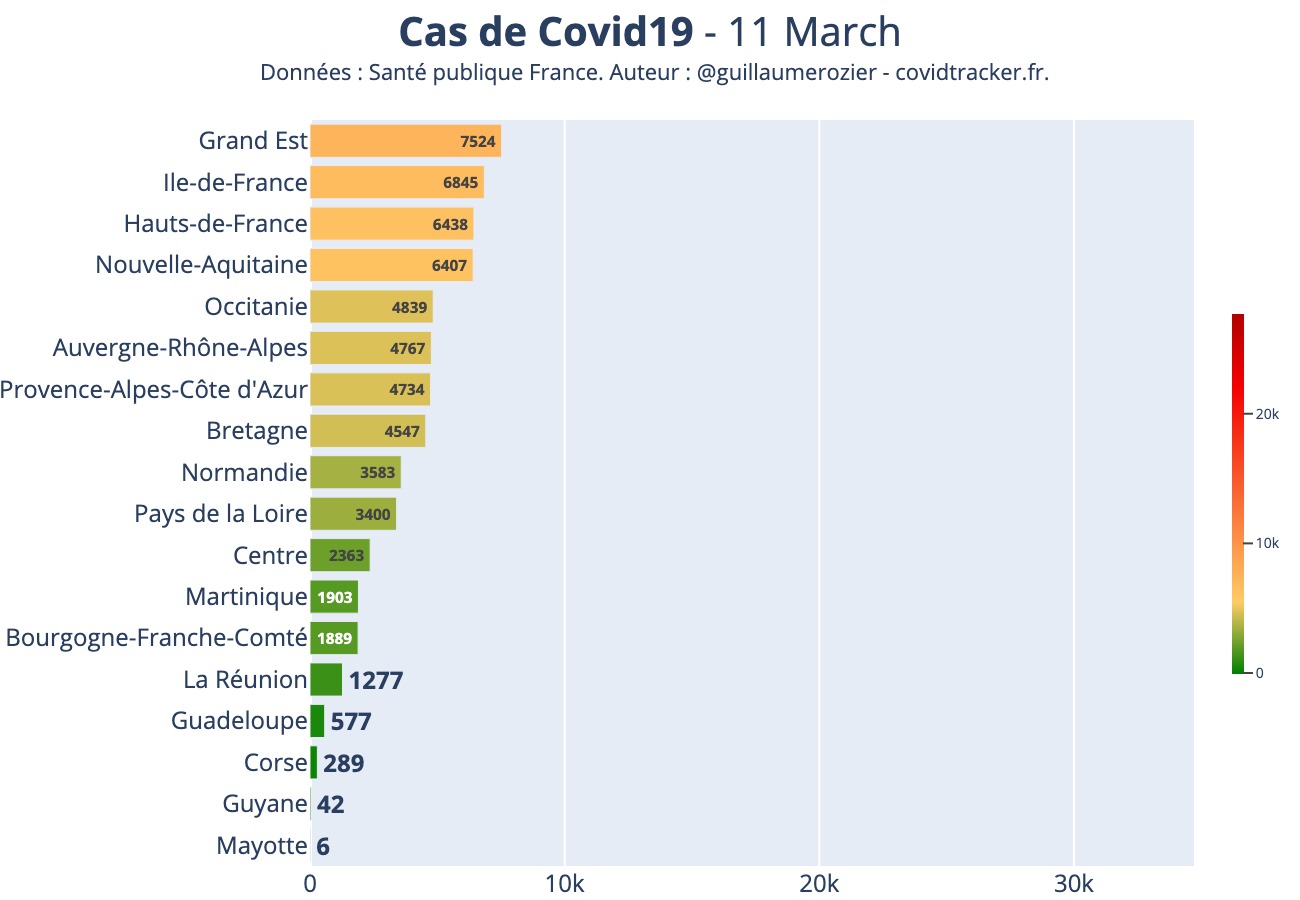 Cas de Covid19 - 11 March
Données : Santé publique France. Auteur : @guillaumerozier - covidtracker.fr.
Grand Est 7524
Ile-de-France 6845
Hauts-de-France 6438
Nouvelle-Aquitaine 6407
Occitanie 4839
Auvergne-Rhône-Alpes 4767
Provence-Alpes-Côte d'Azur 4734
Bretagne 4547
Normandie 3583
Pays de la Loire 3400
Centre 2363
Martinique 1903
Bourgogne-Franche-Comté 1889
La Réunion 1277
Guadeloupe 577
Corse 289
Guyane 42
Mayotte 6
0 10k 20k 30k
20k
10k
0